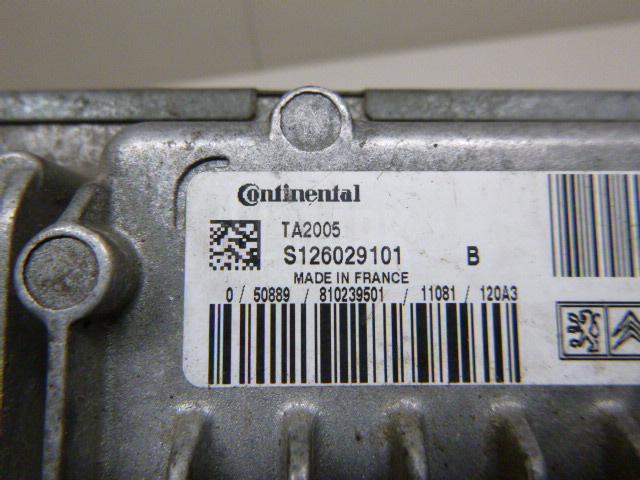 Continental
TA2005
S126029101 B
MADE IN FRANCE
0 / 50889 / 810239501 / 11081 / 120A3